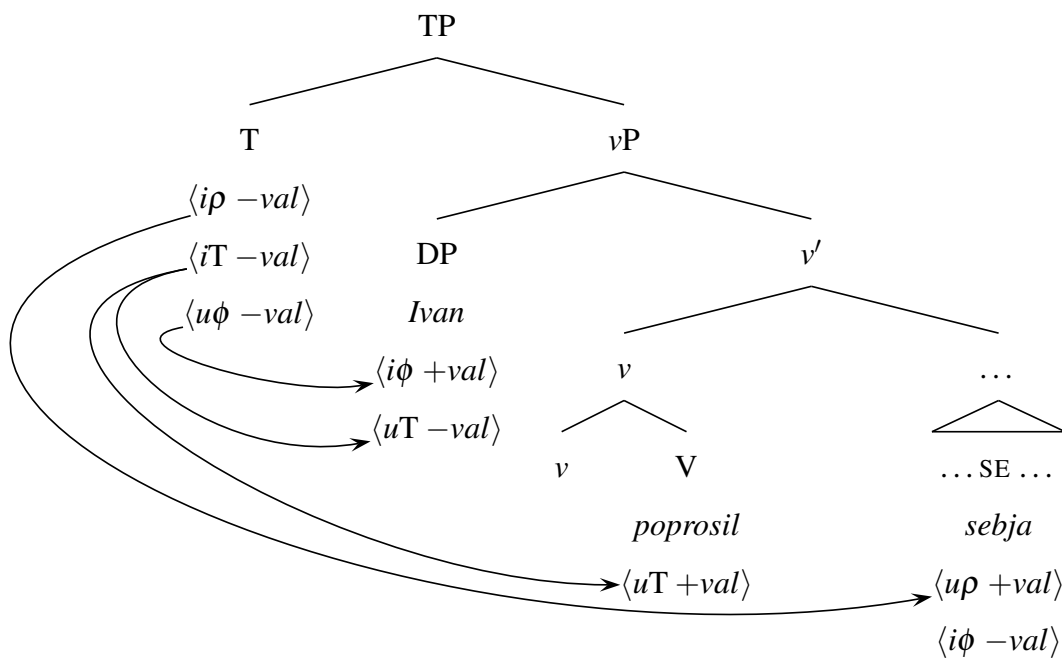 TP
T vP
⟨iρ −val⟩
⟨iT −val⟩ DP v′
⟨uϕ −val⟩ Ivan
⟨iϕ +val⟩ v ...
⟨uT −val⟩
v V ... SE ...
poprosil sebja
⟨uT +val⟩ ⟨uρ +val⟩
⟨iϕ −val⟩